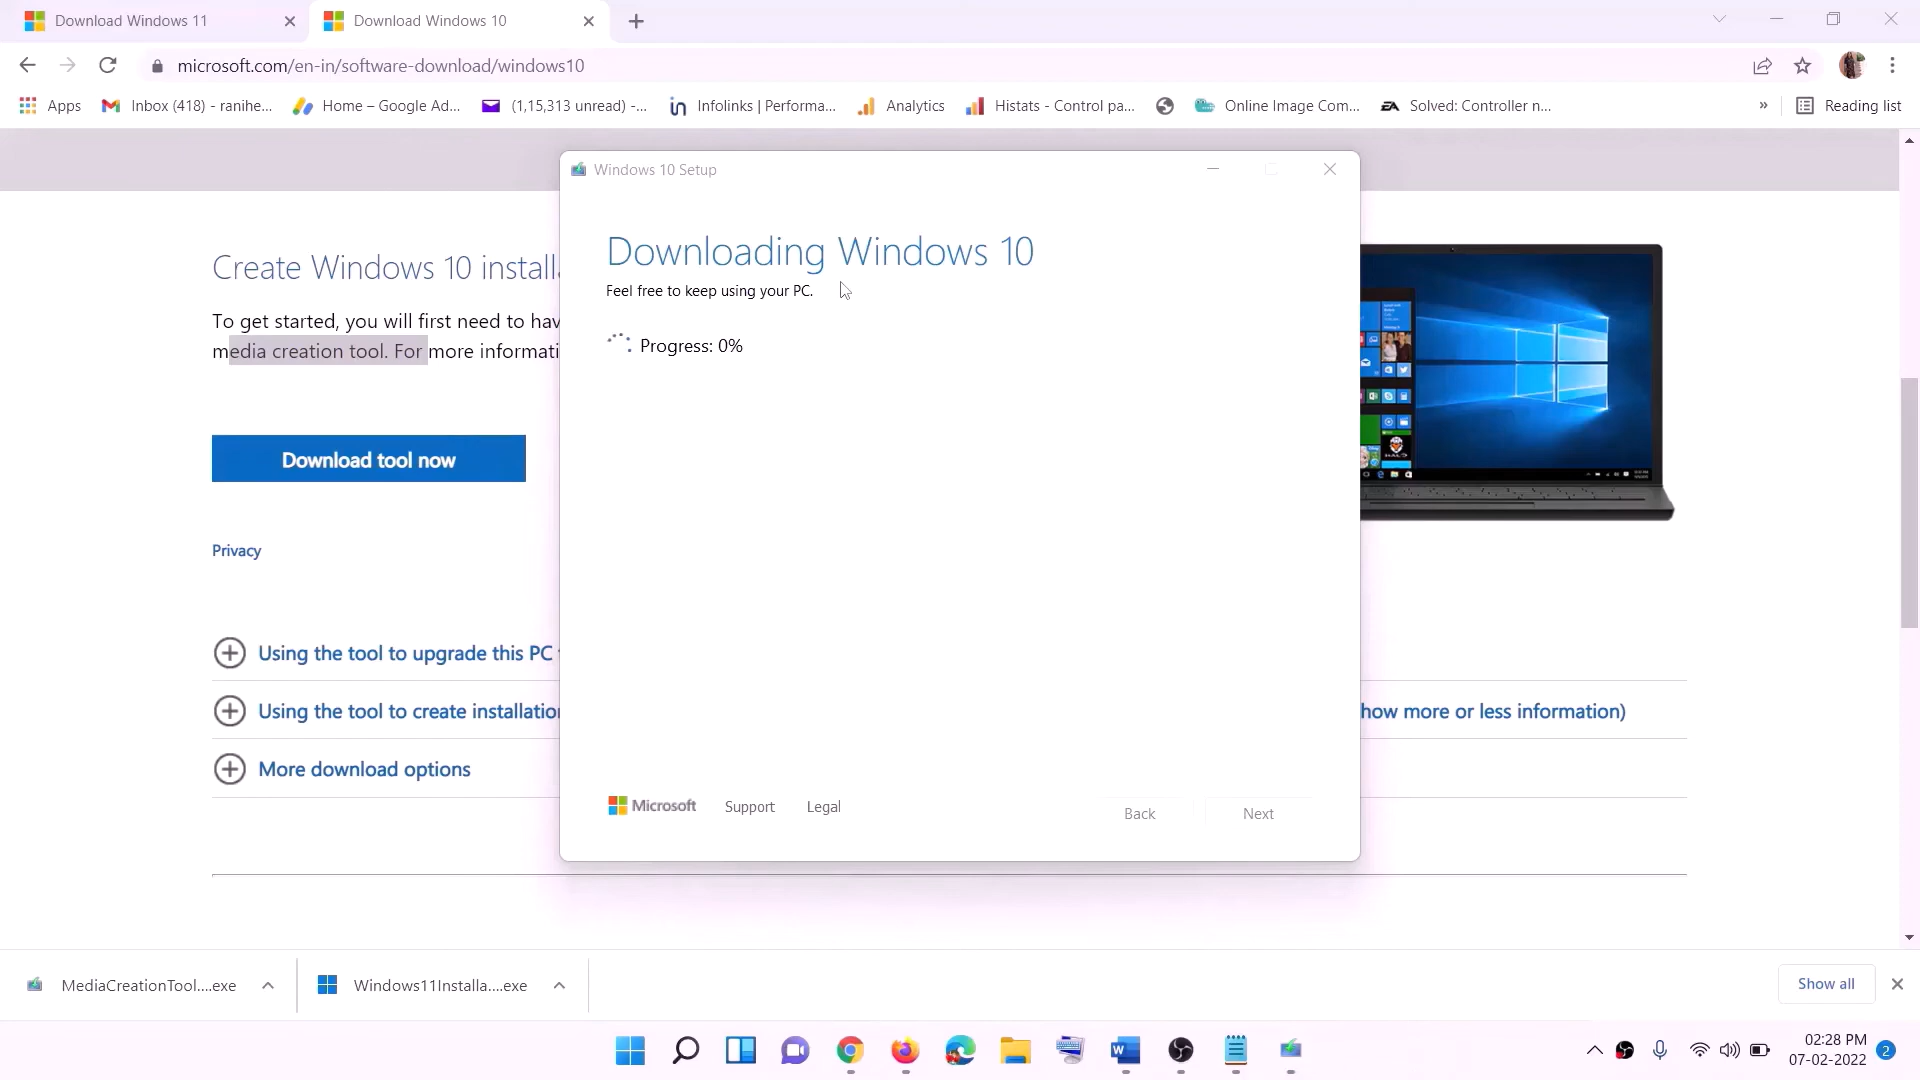 Download Windows 11
Download Windows 10
microsoft.com/en-in/software-download/windows10
Apps
Inbox (418) - ranihe...
Home – Google Ad...
(1,15,313 unread) -...
Infolinks | Performa...
Analytics
Histats - Control pa...
Online Image Com...
Solved: Controller n...
»
Reading list
Windows 10 Setup
Downloading Windows 10
Feel free to keep using your PC.
Progress: 0%
Create Windows 10 install
To get started, you will first need to hav
media creation tool. For more informati
Download tool now
Privacy
Using the tool to upgrade this PC
Using the tool to create installation
how more or less information)
More download options
Microsoft
Support
Legal
Back
Next
MediaCreationTool....exe
Windows11Installa....exe
Show all
02:28 PM
07-02-2022
2